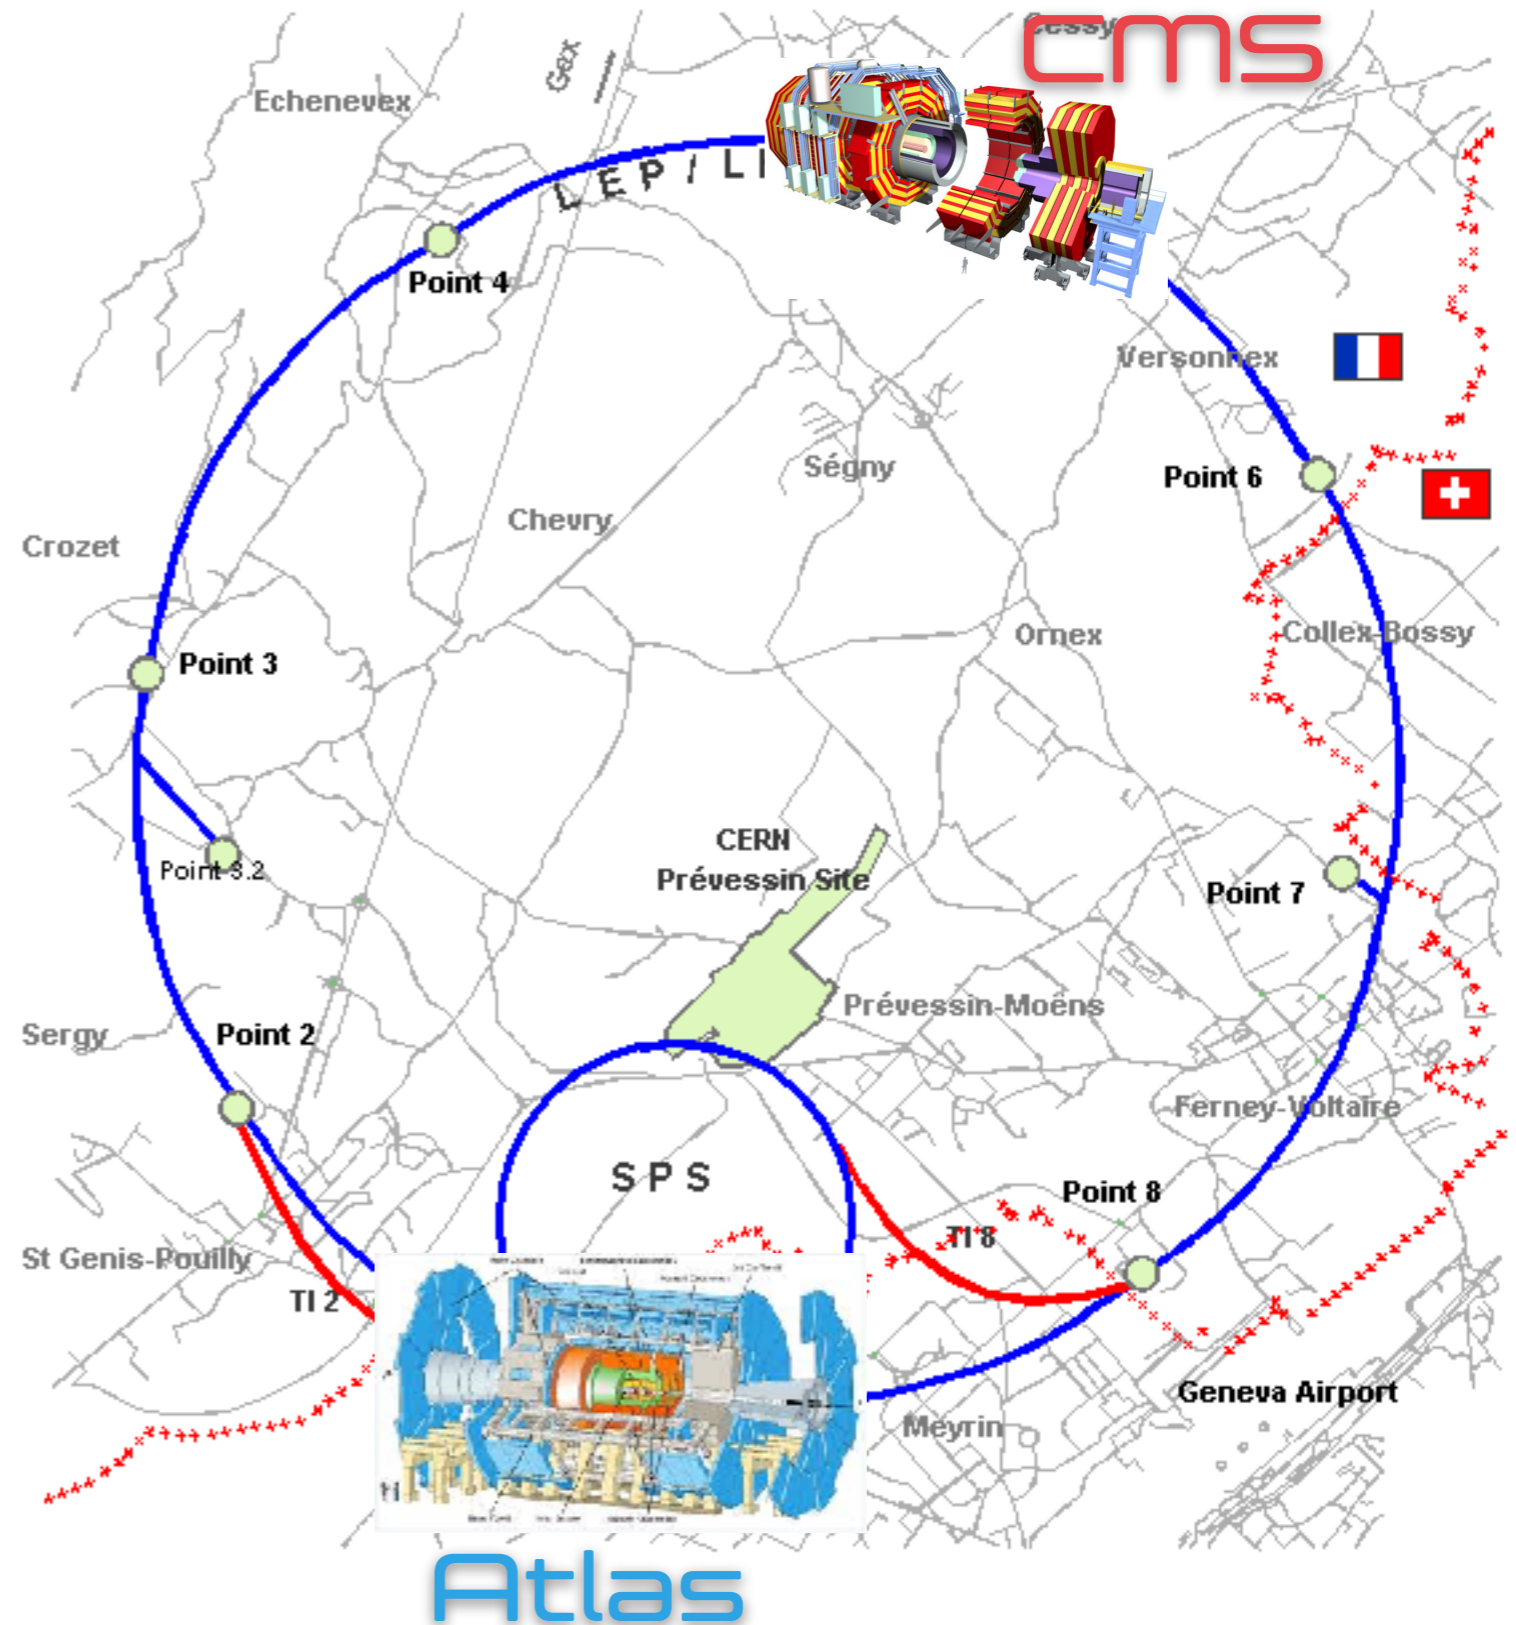 cms
Cessy
Gex
Echenevex
LEP/L
Point 4
Versonnex
Ségny
Point 6
Chevry
Crozet
Collex-Bossy
Ornex
Point 3
CERN
Prévessin Site
Point 3.2
Point 7
Prévessin-Moëns
Sergy
Point 2
Ferney-Voltaire
SPS
Point 8
TI 8
St Genis-Pouilly
TI 2
Geneva Airport
Meyrin
Atlas